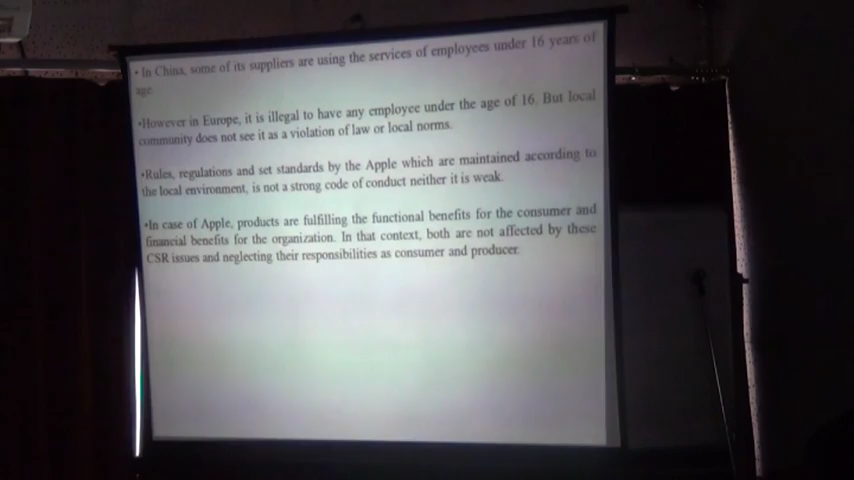 • In China, some of its suppliers are using the services of employees under 16 years of
age.
•However in Europe, it is illegal to have any employee under the age of 16. But local
community does not see it as a violation of law or local norms.
•Rules, regulations and set standards by the Apple which are maintained according to
the local environment, is not a strong code of conduct neither it is weak.
•In case of Apple, products are fulfilling the functional benefits for the consumer and
financial benefits for the organization. In that context, both are not affected by these
CSR issues and neglecting their responsibilities as consumer and producer.